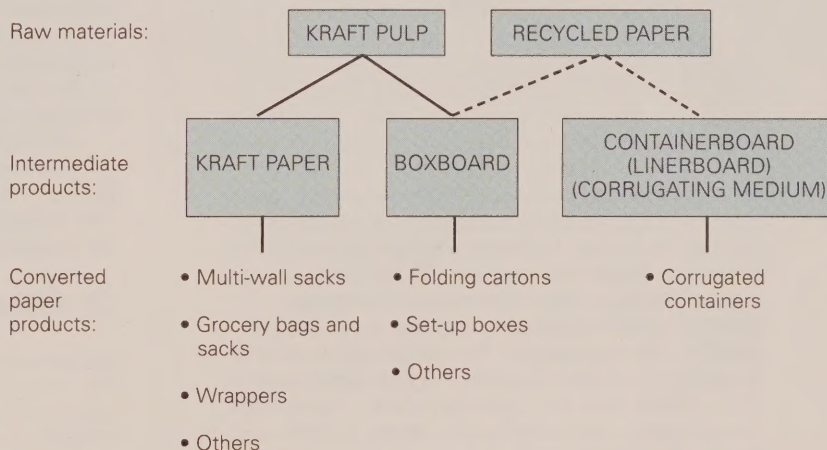 Raw materials:
KRAFT PULP
RECYCLED PAPER
Intermediate
products:
KRAFT PAPER
BOXBOARD
CONTAINERBOARD
(LINERBOARD)
(CORRUGATING MEDIUM)
Converted
paper
products:
• Multi-wall sacks
• Grocery bags and
sacks
• Wrappers
• Others
• Folding cartons
• Set-up boxes
• Others
• Corrugated
containers